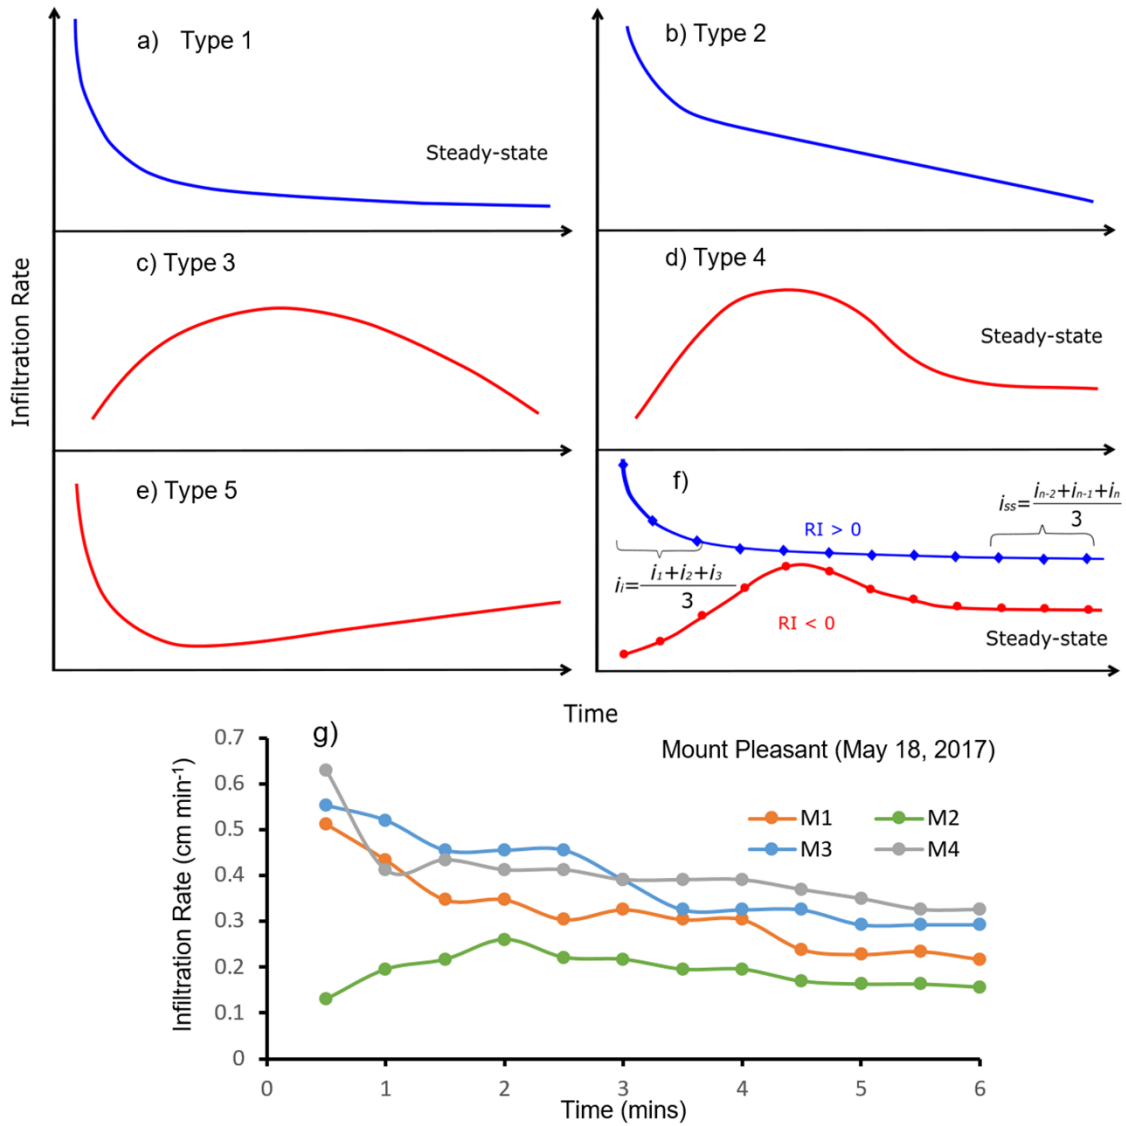 a) Type 1
Steady-state
b) Type 2
Infiltration Rate
c) Type 3
d) Type 4
Steady-state
e) Type 5
f)
RI > 0
iss=in-2+in-1+in
3
ii=i1+i2+i3
3
RI < 0
Steady-state
Time
g)
Mount Pleasant (May 18, 2017)
Infiltration Rate (cm min-1)
0.7
0.6
0.5
0.4
0.3
0.2
0.1
0
M1 M2
M3 M4
0 1 2 3 4 5 6
Time (mins)